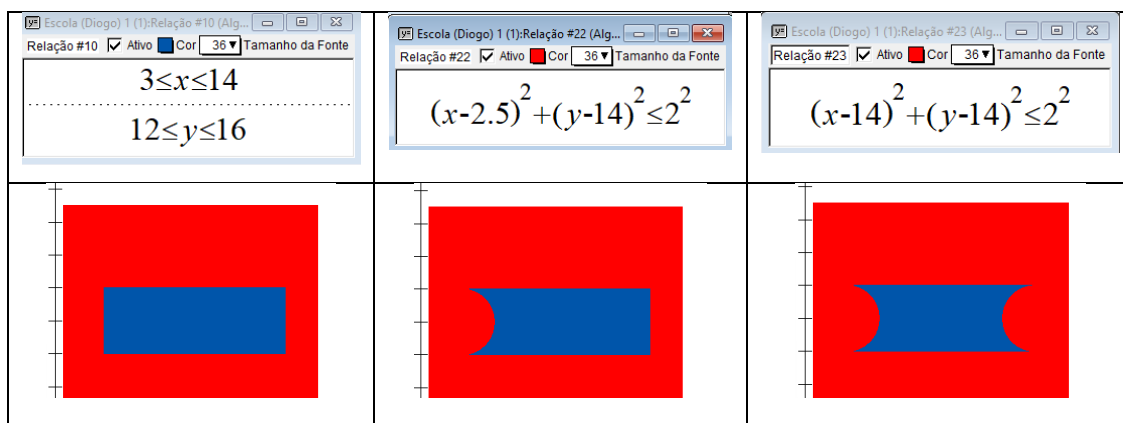 Escola (Diogo) 1 (1):Relação #10 (Alg...
Relação #10 Ativo Cor 36 Tamanho da Fonte
3≤x≤14
12≤y≤16
Escola (Diogo) 1 (1):Relação #22 (Alg...
Relação #22 Ativo Cor 36 Tamanho da Fonte
(x-2.5)²+(y-14)²≤2²
Escola (Diogo) 1 (1):Relação #23 (Alg...
Relação #23 Ativo Cor 36 Tamanho da Fonte
(x-14)²+(y-14)²≤2²